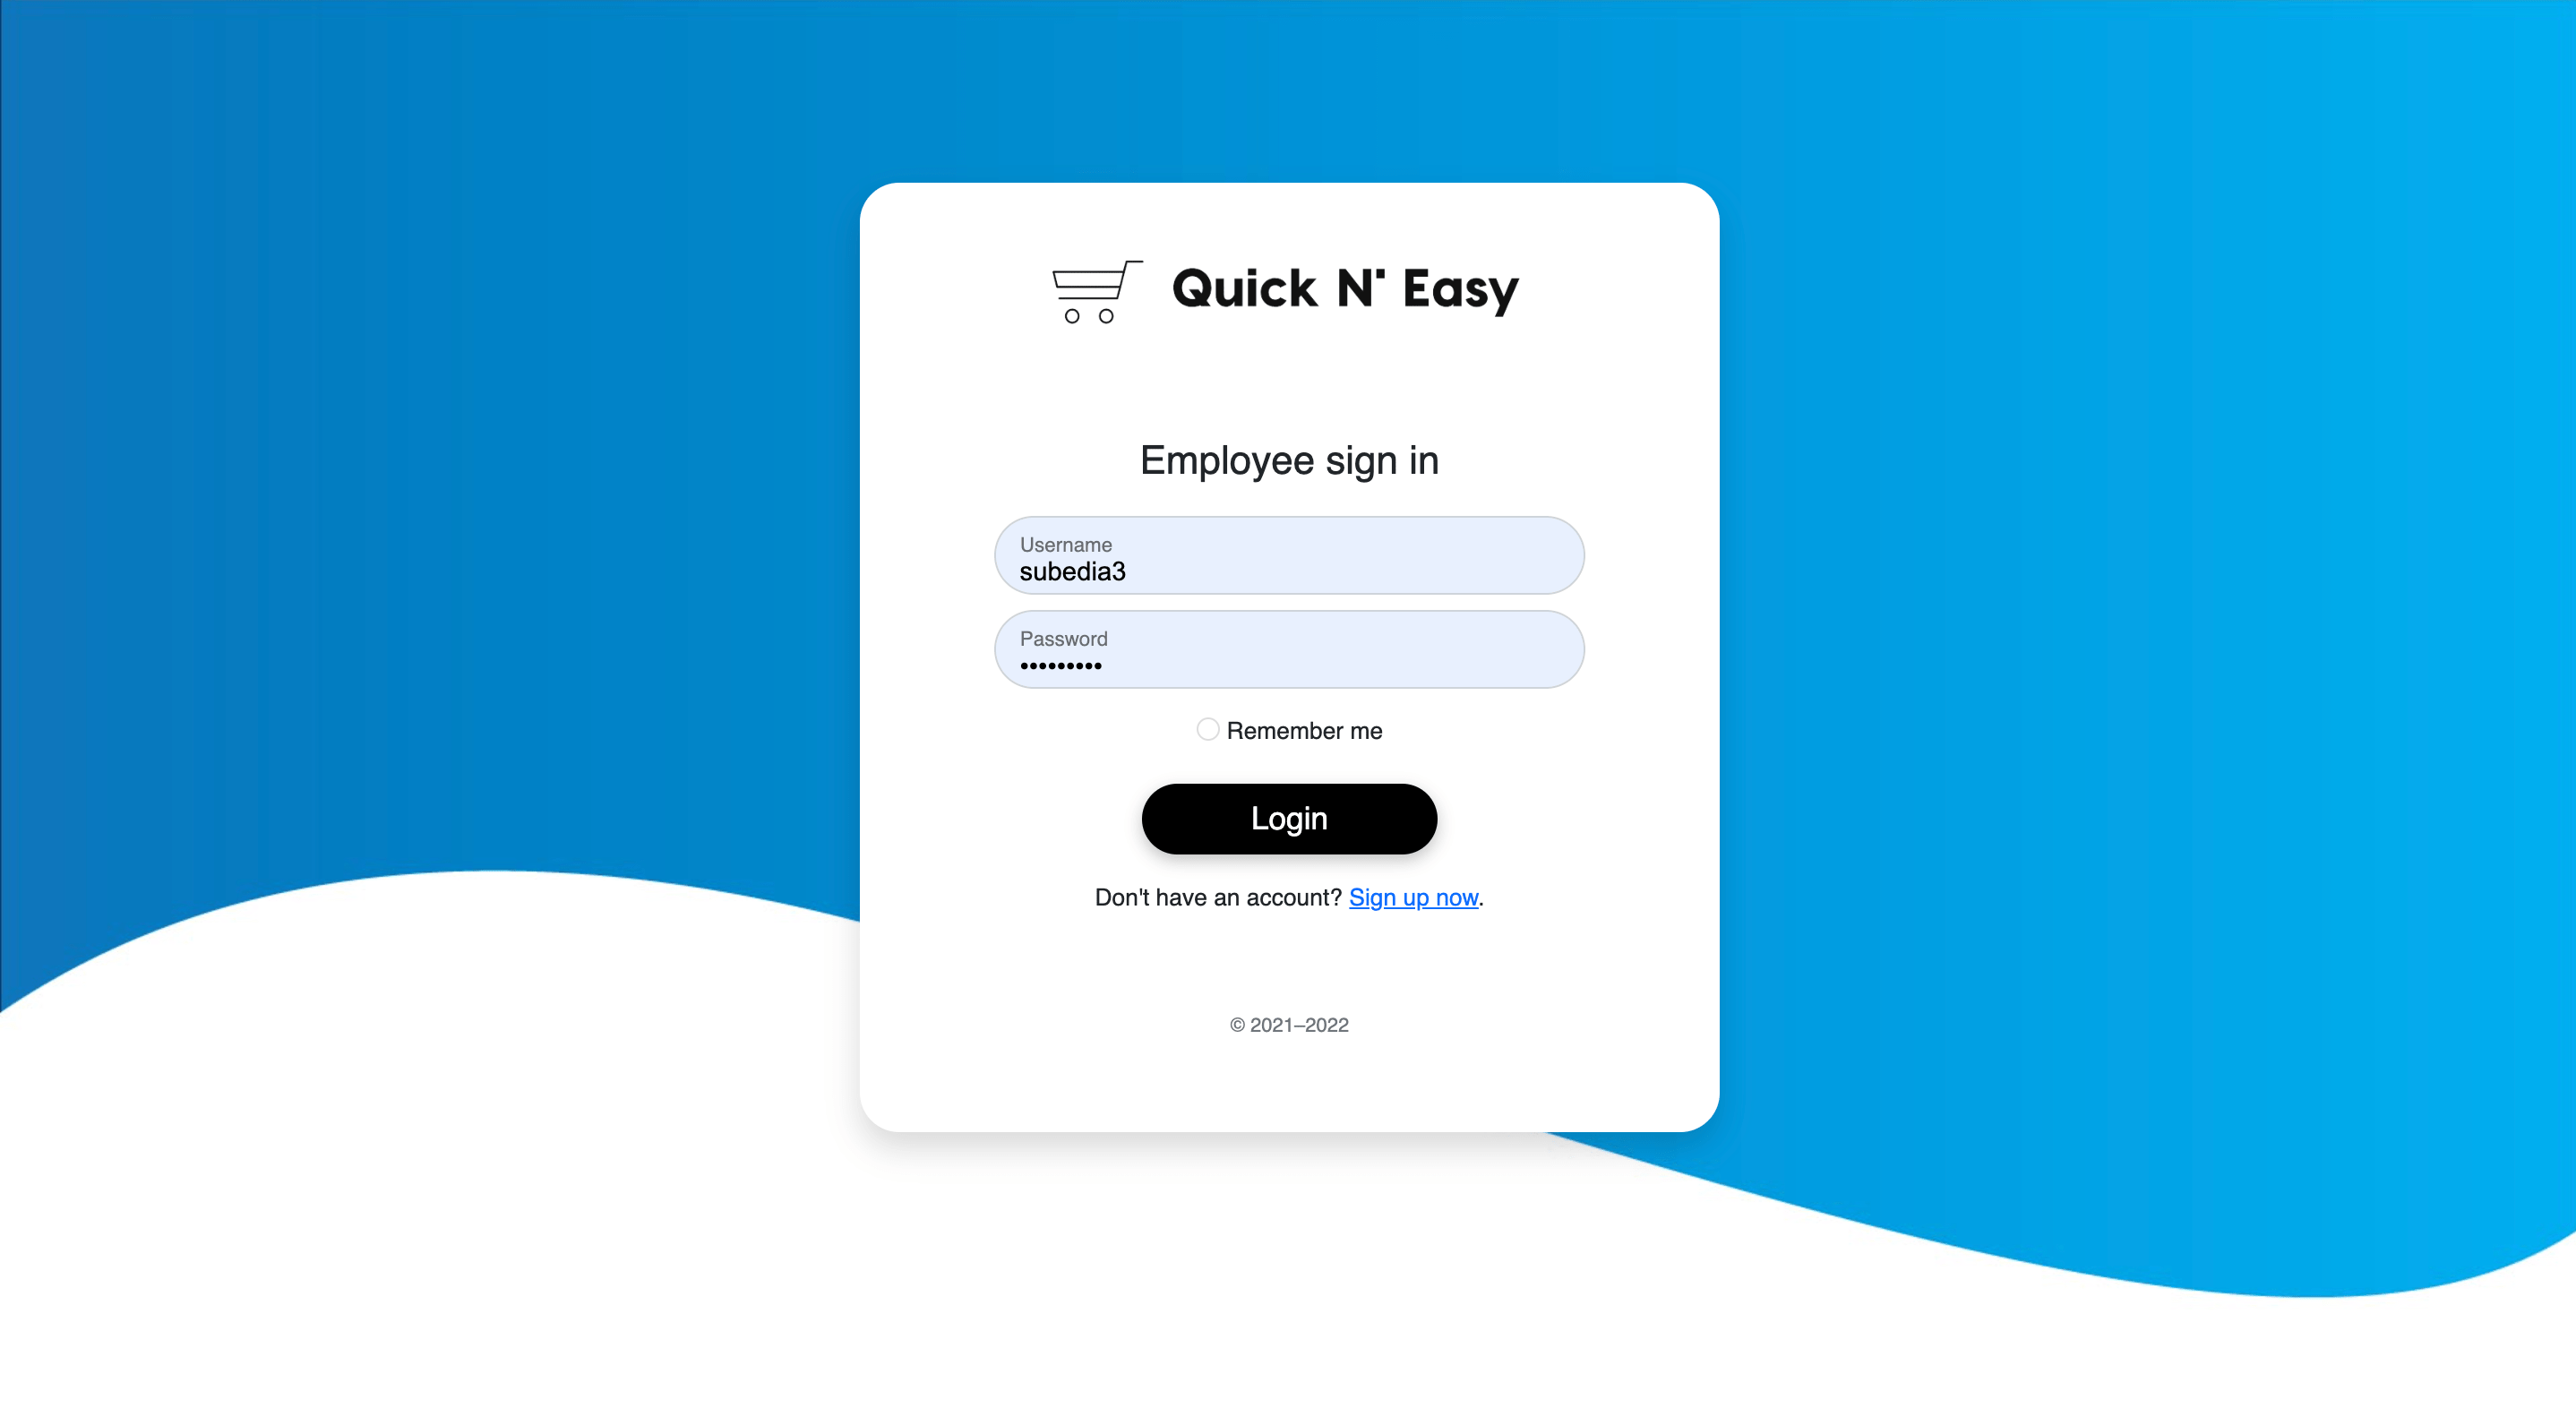 Quick N' Easy
Employee sign in
Username
subedia3
Password
•••••••••
Remember me
Login
Don't have an account? Sign up now.
© 2021–2022